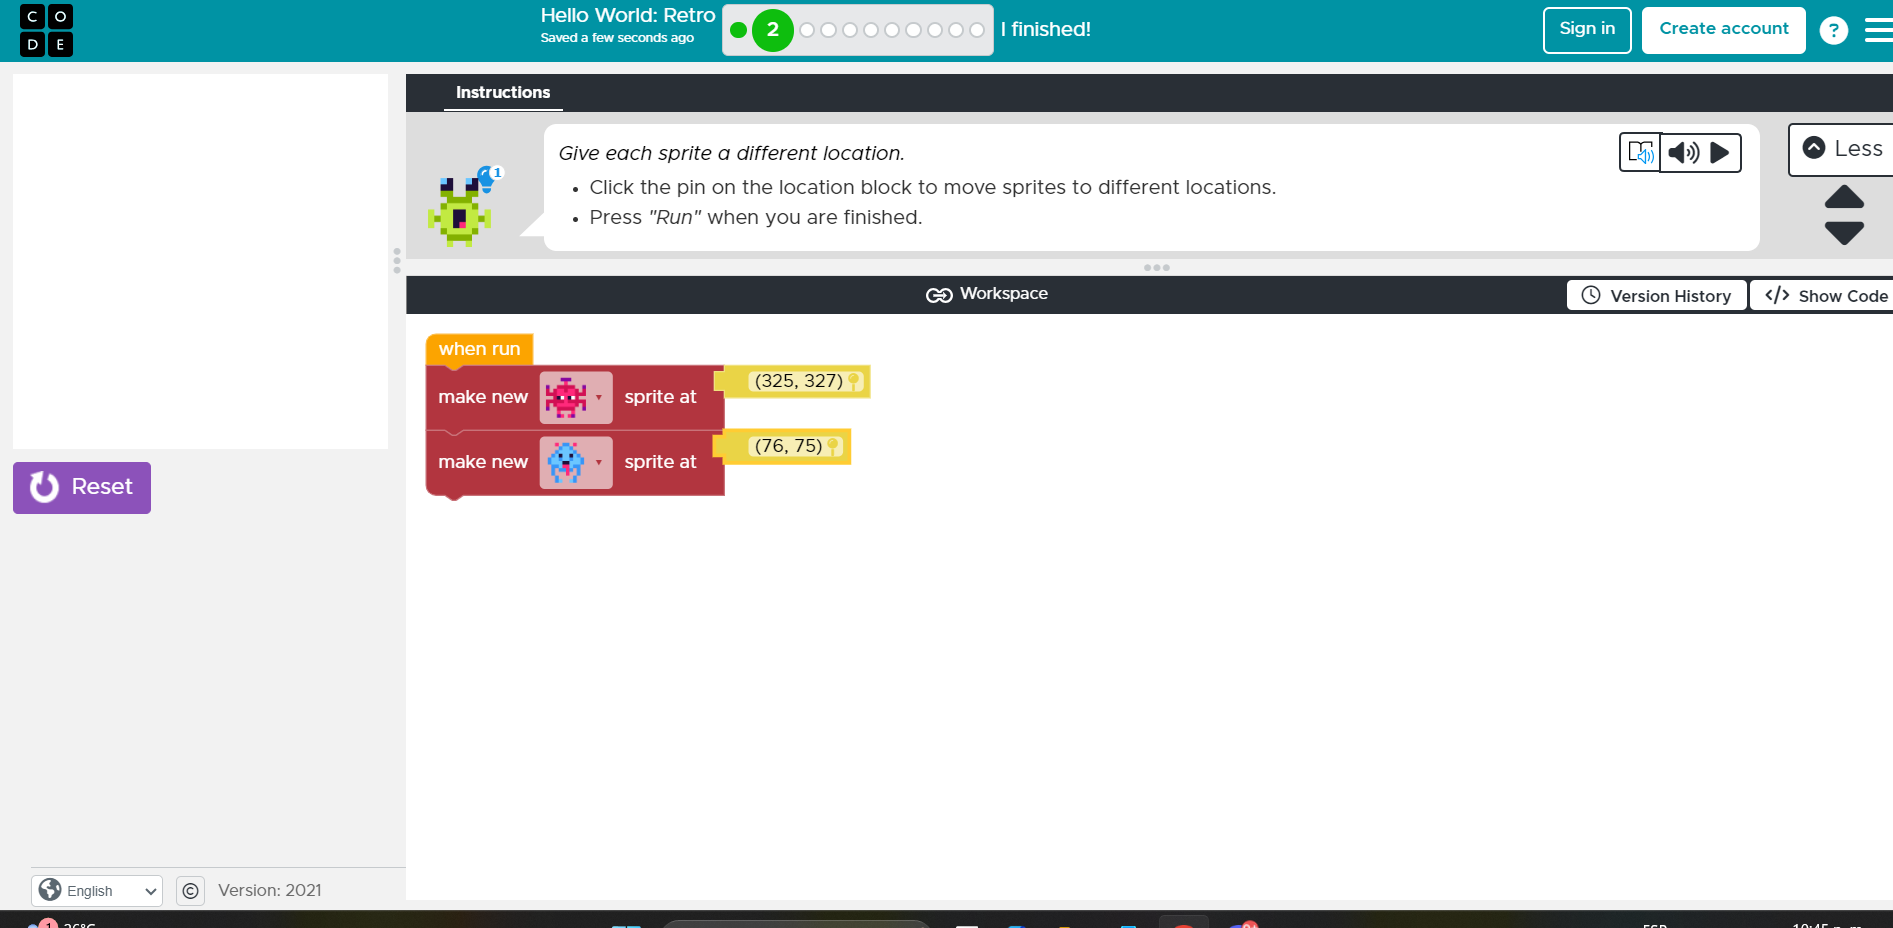 C O
D E
Hello World: Retro
Saved a few seconds ago
2
I finished!
Sign in
Create account
?
Instructions
1
Give each sprite a different location.
• Click the pin on the location block to move sprites to different locations.
• Press "Run" when you are finished.
Less
Workspace
Version History
</> Show Code
when run
make new sprite at (325, 327)
make new sprite at (76, 75)
Reset
English
©
Version: 2021